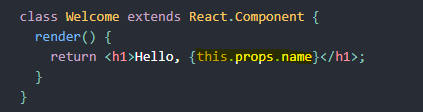 class Welcome extends React.Component {
  render() {
    return <h1>Hello, {this.props.name}</h1>;
  }
}